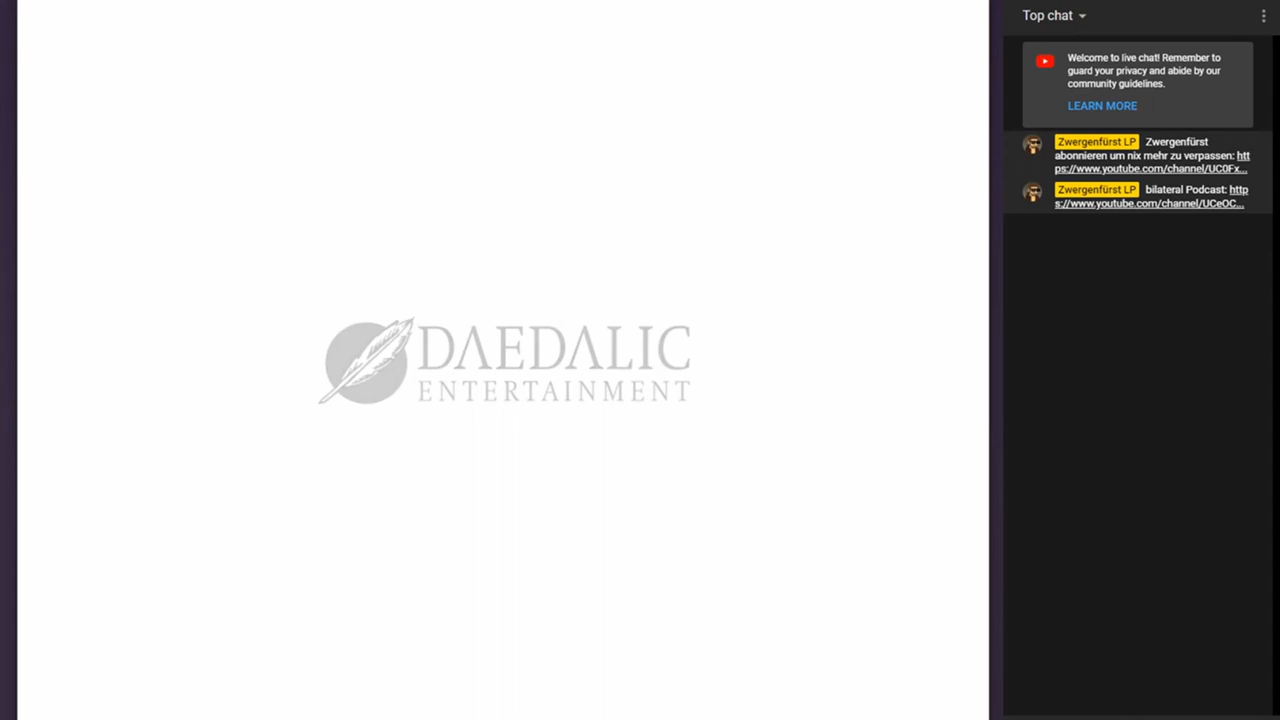 DAEDALIC
ENTERTAINMENT
Top chat
Welcome to live chat! Remember to
guard your privacy and abide by our
community guidelines.
LEARN MORE
Zwergenfürst LP Zwergenfürst
abonnieren um nix mehr zu verpassen: htt
ps://www.youtube.com/channel/UC0Fx...
Zwergenfürst LP bilateral Podcast: http
s://www.youtube.com/channel/UCeOC...